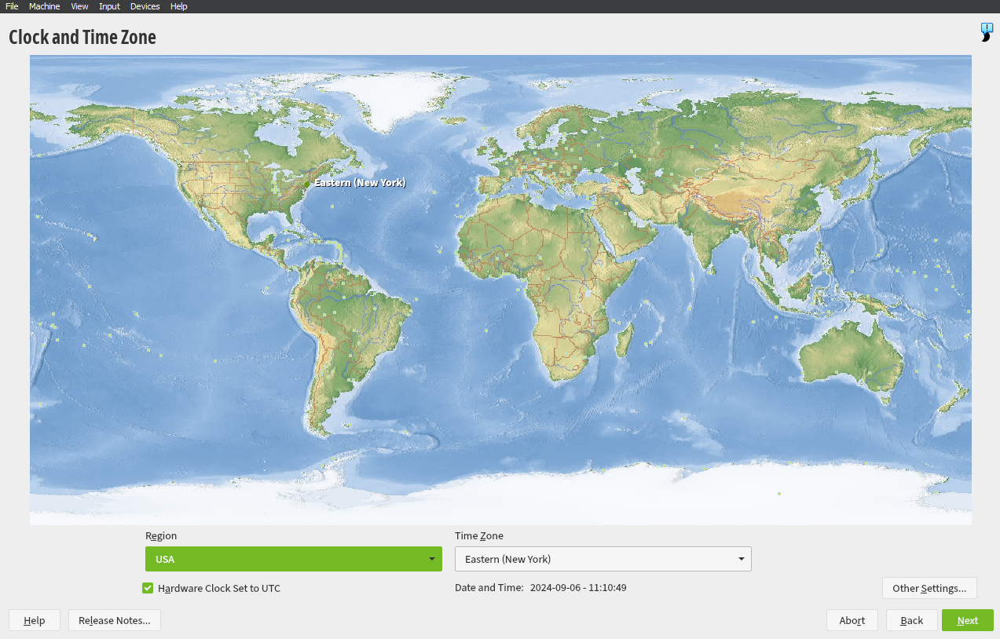 File Machine View Input Devices Help
Clock and Time Zone
Eastern (New York)
Region Time Zone
USA Eastern (New York)
Hardware Clock Set to UTC Date and Time: 2024-09-06 - 11:10:49 Other Settings...
Help Release Notes... Abort Back Next